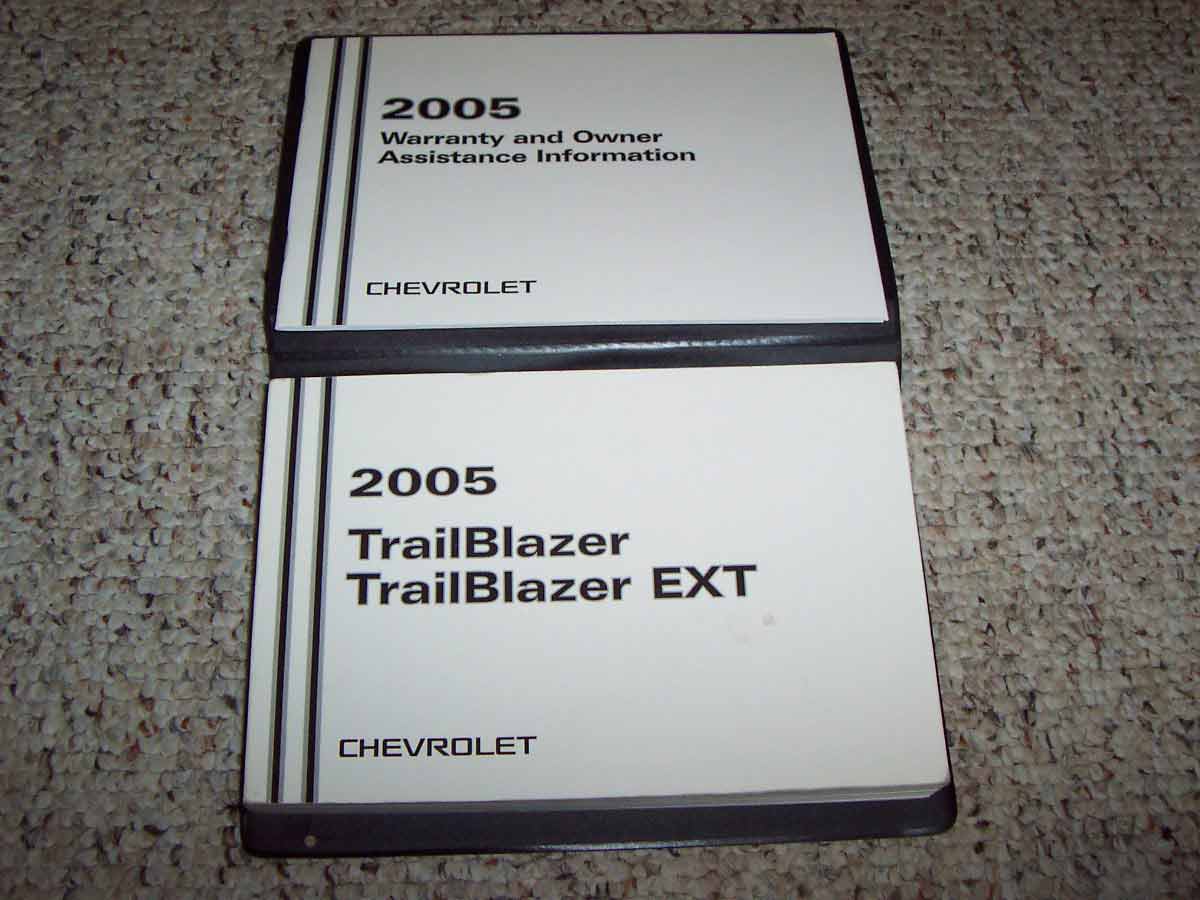 2005
Warranty and Owner
Assistance Information
CHEVROLET
2005
TrailBlazer
TrailBlazer EXT
CHEVROLET